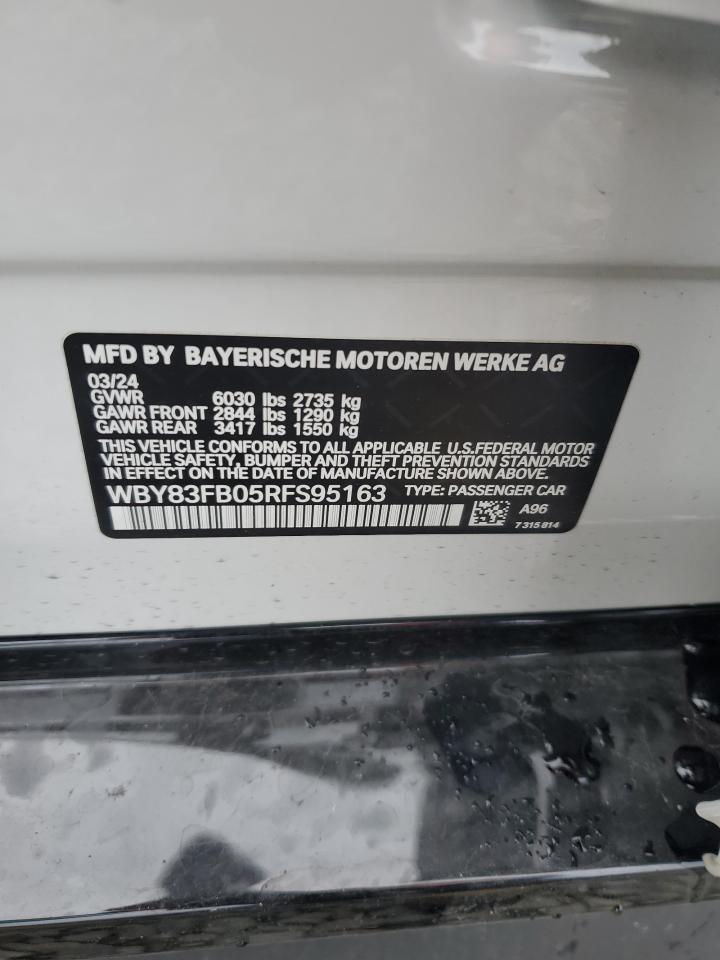 MFD BY BAYERISCHE MOTOREN WERKE AG
03/24
GVWR 6030 lbs 2735 kg
GAWR FRONT 2844 lbs 1290 kg
GAWR REAR 3417 lbs 1550 kg
THIS VEHICLE CONFORMS TO ALL APPLICABLE U.S.FEDERAL MOTOR
VEHICLE SAFETY, BUMPER, AND THEFT PREVENTION STANDARDS
IN EFFECT ON THE DATE OF MANUFACTURE SHOWN ABOVE.
WBY83FB05RFS95163 TYPE: PASSENGER CAR
A96
7315814